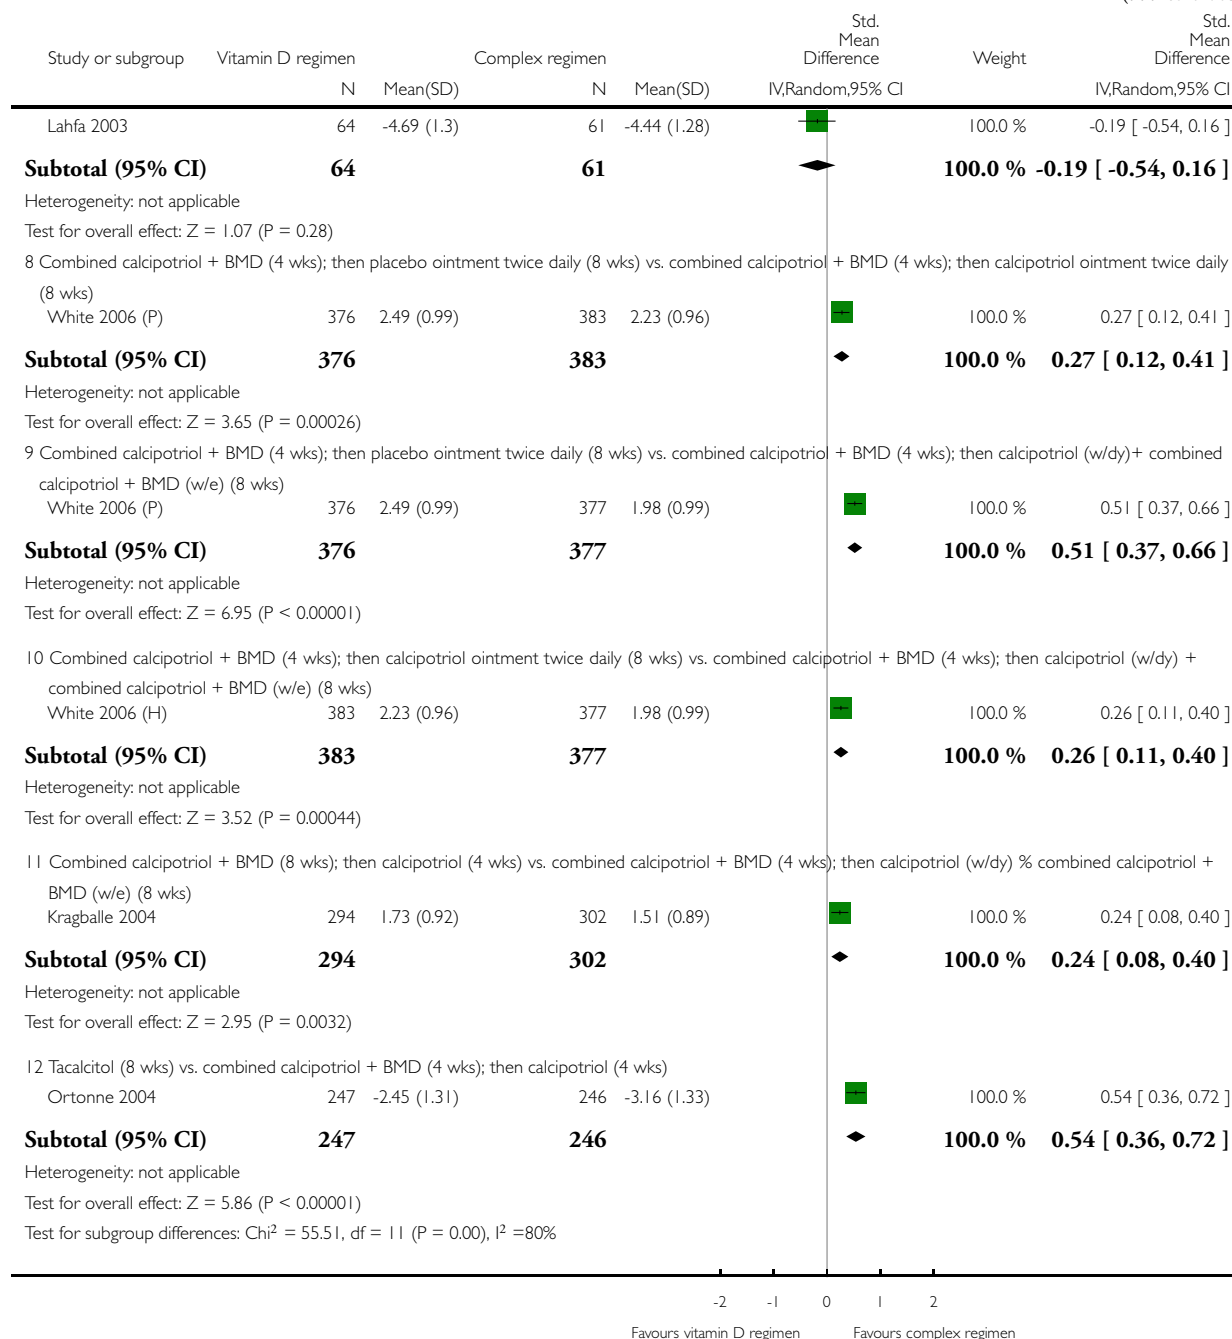 Study or subgroup Vitamin D regimen Complex regimen Std. Mean Difference Weight Std. Mean Difference
N Mean(SD) N Mean(SD) IV,Random,95% CI IV,Random,95% CI
Lahfa 2003 64 -4.69 (1.3) 61 -4.44 (1.28) 100.0 % -0.19 [ -0.54, 0.16 ]
Subtotal (95% CI) 64 61 100.0 % -0.19 [ -0.54, 0.16 ]
Heterogeneity: not applicable
Test for overall effect: Z = 1.07 (P = 0.28)
8 Combined calcipotriol + BMD (4 wks); then placebo ointment twice daily (8 wks) vs. combined calcipotriol + BMD (4 wks); then calcipotriol ointment twice daily
(8 wks)
White 2006 (P) 376 2.49 (0.99) 383 2.23 (0.96) 100.0 % 0.27 [ 0.12, 0.41 ]
Subtotal (95% CI) 376 383 100.0 % 0.27 [ 0.12, 0.41 ]
Heterogeneity: not applicable
Test for overall effect: Z = 3.65 (P = 0.00026)
9 Combined calcipotriol + BMD (4 wks); then placebo ointment twice daily (8 wks) vs. combined calcipotriol + BMD (4 wks); then calcipotriol (w/dy)+ combined
calcipotriol + BMD (w/e) (8 wks)
White 2006 (P) 376 2.49 (0.99) 377 1.98 (0.99) 100.0 % 0.51 [ 0.37, 0.66 ]
Subtotal (95% CI) 376 377 100.0 % 0.51 [ 0.37, 0.66 ]
Heterogeneity: not applicable
Test for overall effect: Z = 6.95 (P < 0.00001)
10 Combined calcipotriol + BMD (4 wks); then calcipotriol ointment twice daily (8 wks) vs. combined calcipotriol + BMD (4 wks); then calcipotriol (w/dy) +
combined calcipotriol + BMD (w/e) (8 wks)
White 2006 (H) 383 2.23 (0.96) 377 1.98 (0.99) 100.0 % 0.26 [ 0.11, 0.40 ]
Subtotal (95% CI) 383 377 100.0 % 0.26 [ 0.11, 0.40 ]
Heterogeneity: not applicable
Test for overall effect: Z = 3.52 (P = 0.00044)
11 Combined calcipotriol + BMD (8 wks); then calcipotriol (4 wks) vs. combined calcipotriol + BMD (4 wks); then calcipotriol (w/dy) % combined calcipotriol +
BMD (w/e) (8 wks)
Kragballe 2004 294 1.73 (0.92) 302 1.51 (0.89) 100.0 % 0.24 [ 0.08, 0.40 ]
Subtotal (95% CI) 294 302 100.0 % 0.24 [ 0.08, 0.40 ]
Heterogeneity: not applicable
Test for overall effect: Z = 2.95 (P = 0.0032)
12 Tacalcitol (8 wks) vs. combined calcipotriol + BMD (4 wks); then calcipotriol (4 wks)
Ortonne 2004 247 -2.45 (1.31) 246 -3.16 (1.33) 100.0 % 0.54 [ 0.36, 0.72 ]
Subtotal (95% CI) 247 246 100.0 % 0.54 [ 0.36, 0.72 ]
Heterogeneity: not applicable
Test for overall effect: Z = 5.86 (P < 0.00001)
Test for subgroup differences: Chi² = 55.51, df = 11 (P = 0.00), I² =80%
-2 -1 0 1 2
Favours vitamin D regimen Favours complex regimen